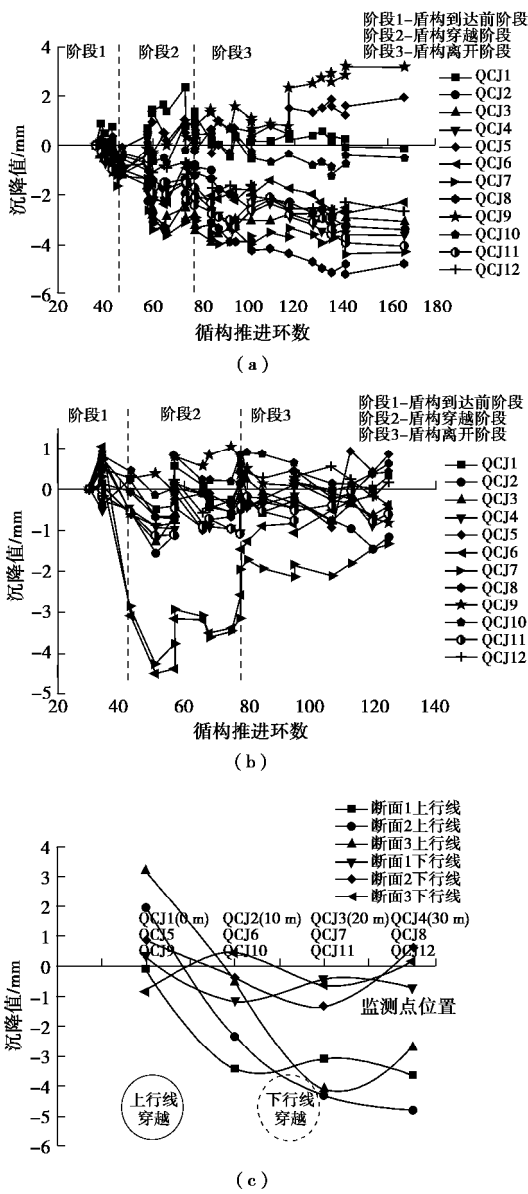 阶段1-盾构到达前阶段
阶段2-盾构穿越阶段
阶段3-盾构离开阶段
阶段1
阶段2
阶段3
QCJ1
QCJ2
QCJ3
QCJ4
QCJ5
QCJ6
QCJ7
QCJ8
QCJ9
QCJ10
QCJ11
QCJ12
4
2
0
-2
-4
-6
沉降值/mm
20 40 60 80 100 120 140 160 180
循构推进环数
(a)
阶段1
阶段2
阶段3
阶段1-盾构到达前阶段
阶段2-盾构穿越阶段
阶段3-盾构离开阶段
QCJ1
QCJ2
QCJ3
QCJ4
QCJ5
QCJ6
QCJ7
QCJ8
QCJ9
QCJ10
QCJ11
QCJ12
1
0
-1
-2
-3
-4
-5
沉降值/mm
20 40 60 80 100 120 140
循构推进环数
(b)
断面1上行线
断面2上行线
断面3上行线
断面1下行线
断面2下行线
断面3下行线
4
3
2
1
0
-1
-2
-3
-4
-5
-6
沉降值/mm
QCJ1(0 m) QCJ2(10 m) QCJ3(20 m) QCJ4(30 m)
QCJ5 QCJ6 QCJ7 QCJ8
QCJ9 QCJ10 QCJ11 QCJ12
监测点位置
上行线
穿越
下行线
穿越
(c)